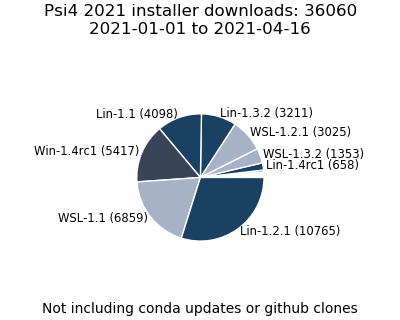 Psi4 2021 installer downloads: 36060
2021-01-01 to 2021-04-16
Lin-1.1 (4098)
Lin-1.3.2 (3211)
WSL-1.2.1 (3025)
Win-1.4rc1 (5417)
WSL-1.3.2 (1353)
Lin-1.4rc1 (658)
WSL-1.1 (6859)
Lin-1.2.1 (10765)
Not including conda updates or github clones